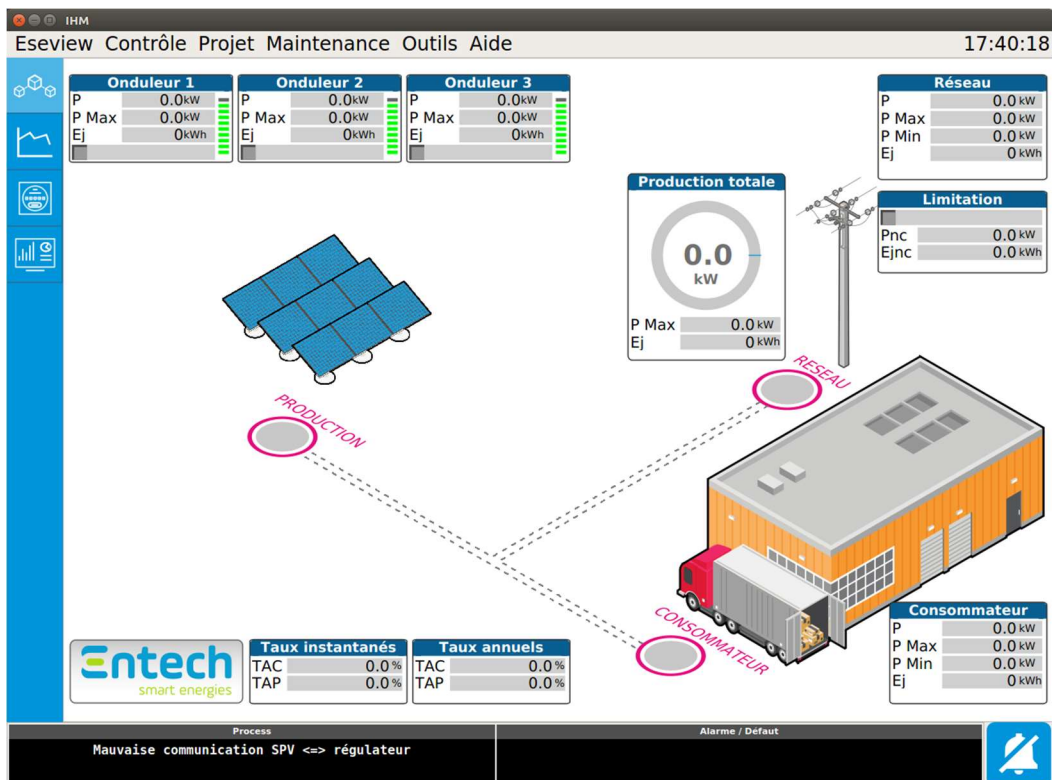 IHM
Eseview Contrôle Projet Maintenance Outils Aide 17:40:18
Onduleur 1
P 0.0kW
P Max 0.0kW
Ej 0kWh
Onduleur 2
P 0.0kW
P Max 0.0kW
Ej 0kWh
Onduleur 3
P 0.0kW
P Max 0.0kW
Ej 0kWh
Réseau
P 0.0 kW
P Max 0.0 kW
P Min 0.0 kW
Ej 0 kWh
Production totale
0.0
kW
P Max 0.0 kW
Ej 0 kWh
Limitation
Pnc 0.0 kW
Ejnc 0.0 kWh
PRODUCTION
RESEAU
CONSOMMATEUR
Entech
smart energies
Taux instantanés
TAC 0.0 %
TAP 0.0 %
Taux annuels
TAC 0.0 %
TAP 0.0 %
Consommateur
P 0.0 kW
P Max 0.0 kW
P Min 0.0 kW
Ej 0 kWh
Process
Mauvaise communication SPV <=> régulateur
Alarme / Défaut